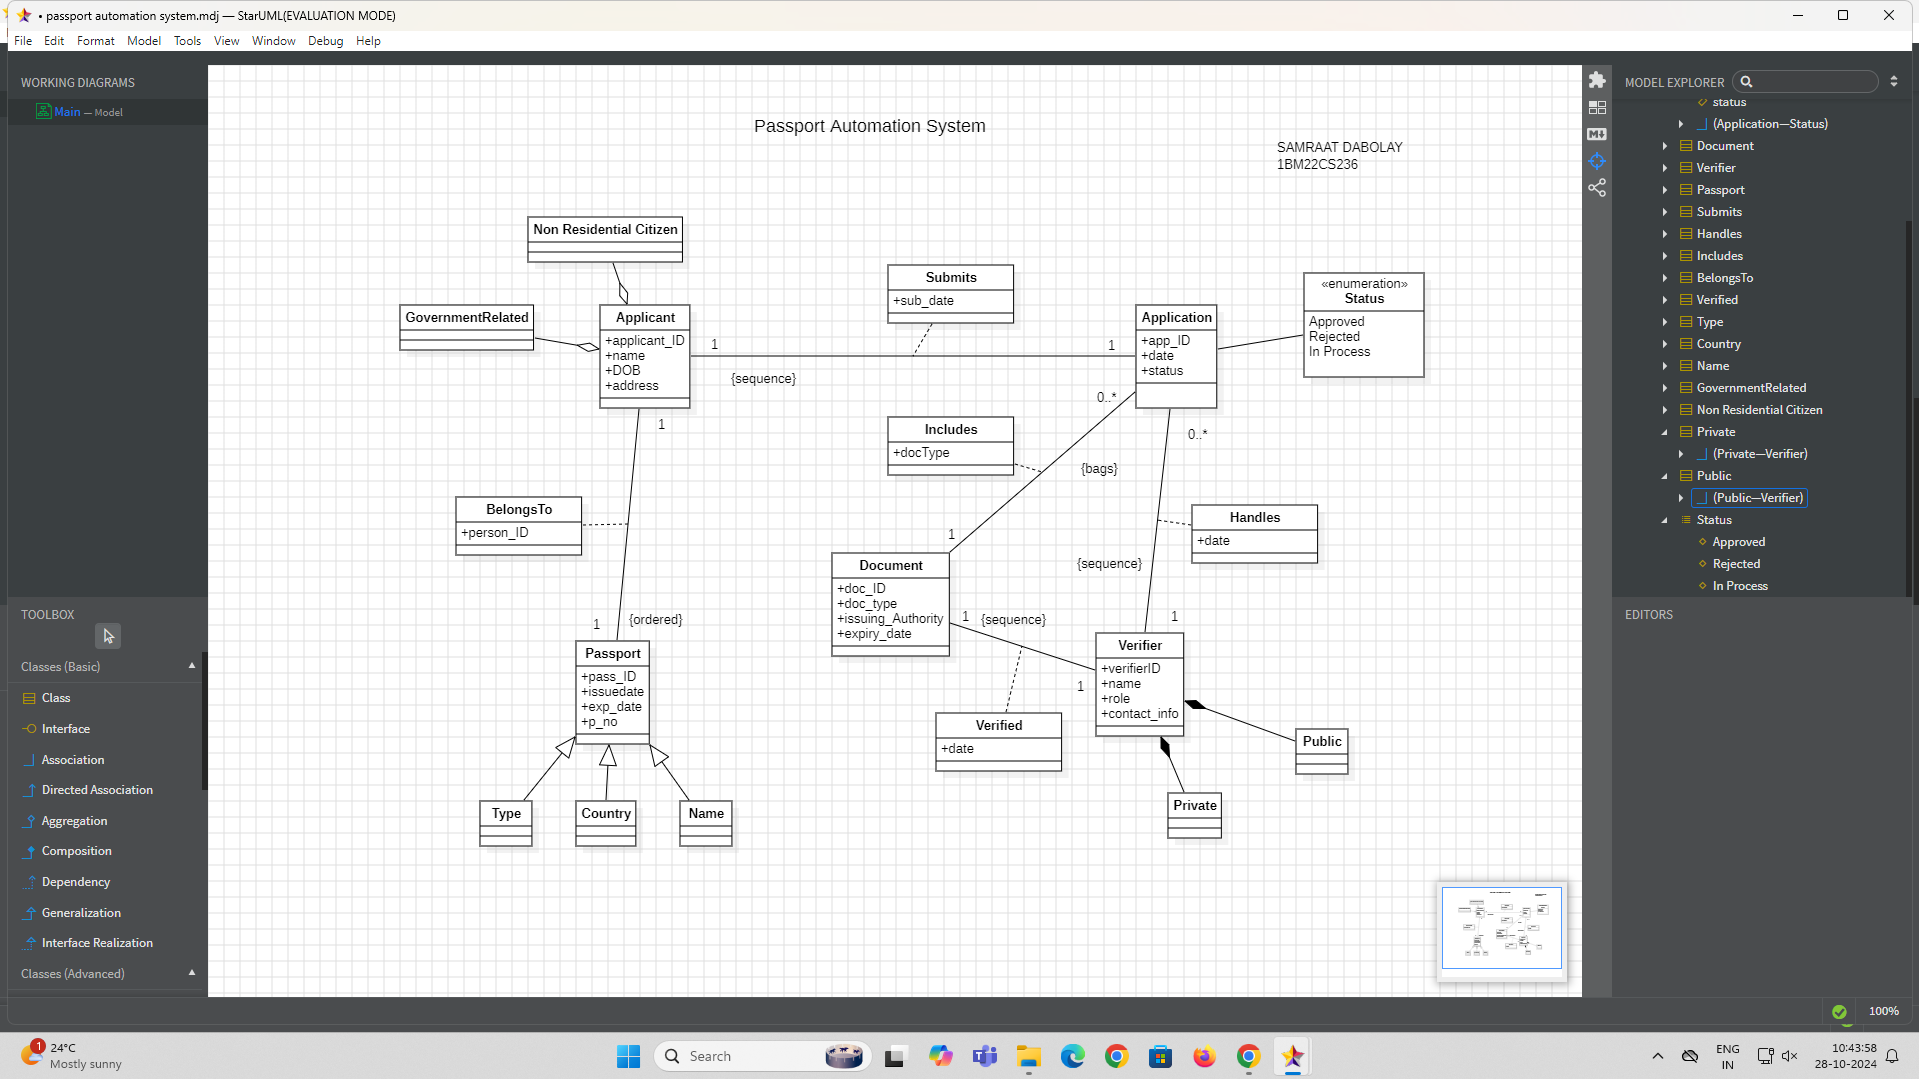 • passport automation system.mdj — StarUML(EVALUATION MODE)
File Edit Format Model Tools View Window Debug Help
WORKING DIAGRAMS
Main — Model
TOOLBOX
Classes (Basic)
Class
Interface
Association
Directed Association
Aggregation
Composition
Dependency
Generalization
Interface Realization
Classes (Advanced)
Passport Automation System
SAMRAAT DABOLAY
1BM22CS236
Non Residential Citizen
GovernmentRelated
Applicant
+applicant_ID
+name
+DOB
+address
1
{sequence}
1
Submits
+sub_date
1
Application
+app_ID
+date
+status
0..*
0..*
«enumeration»
Status
Approved
Rejected
In Process
Includes
+docType
{bags}
BelongsTo
+person_ID
Handles
+date
{sequence}
1
1
Document
+doc_ID
+doc_type
+issuing_Authority
+expiry_date
1
{sequence}
1
{ordered}
1
Passport
+pass_ID
+issuedate
+exp_date
+p_no
Verifier
+verifierID
+name
+role
+contact_info
1
Verified
+date
Public
Private
Type
Country
Name
MODEL EXPLORER
status
(Application—Status)
Document
Verifier
Passport
Submits
Handles
Includes
BelongsTo
Verified
Type
Country
Name
GovernmentRelated
Non Residential Citizen
Private
(Private—Verifier)
Public
(Public—Verifier)
Status
Approved
Rejected
In Process
EDITORS
100%
1
24°C
Mostly sunny
Search
ENG
IN
10:43:58
28-10-2024